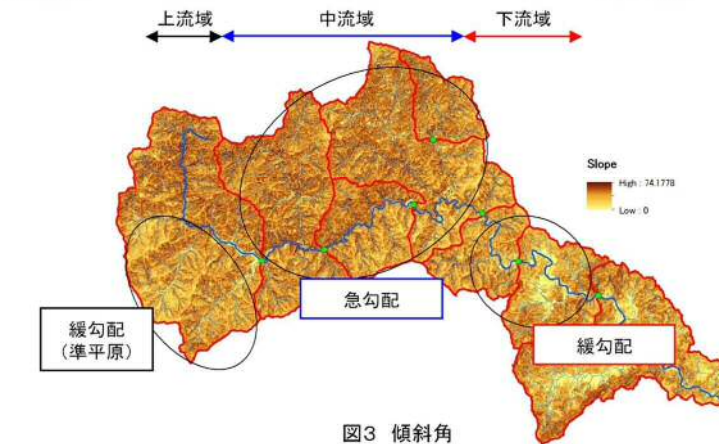 上流域
中流域
下流域
Slope
High : 74.1778
Low : 0
急勾配
緩勾配
(準平原)
緩勾配
図3 傾斜角